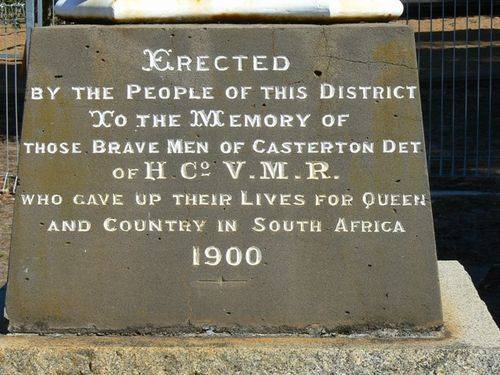 Erected
by the People of this District
To the Memory of
those Brave Men of Casterton Det
of H Co V.M.R.
who gave up their Lives for Queen
and Country in South Africa
1900